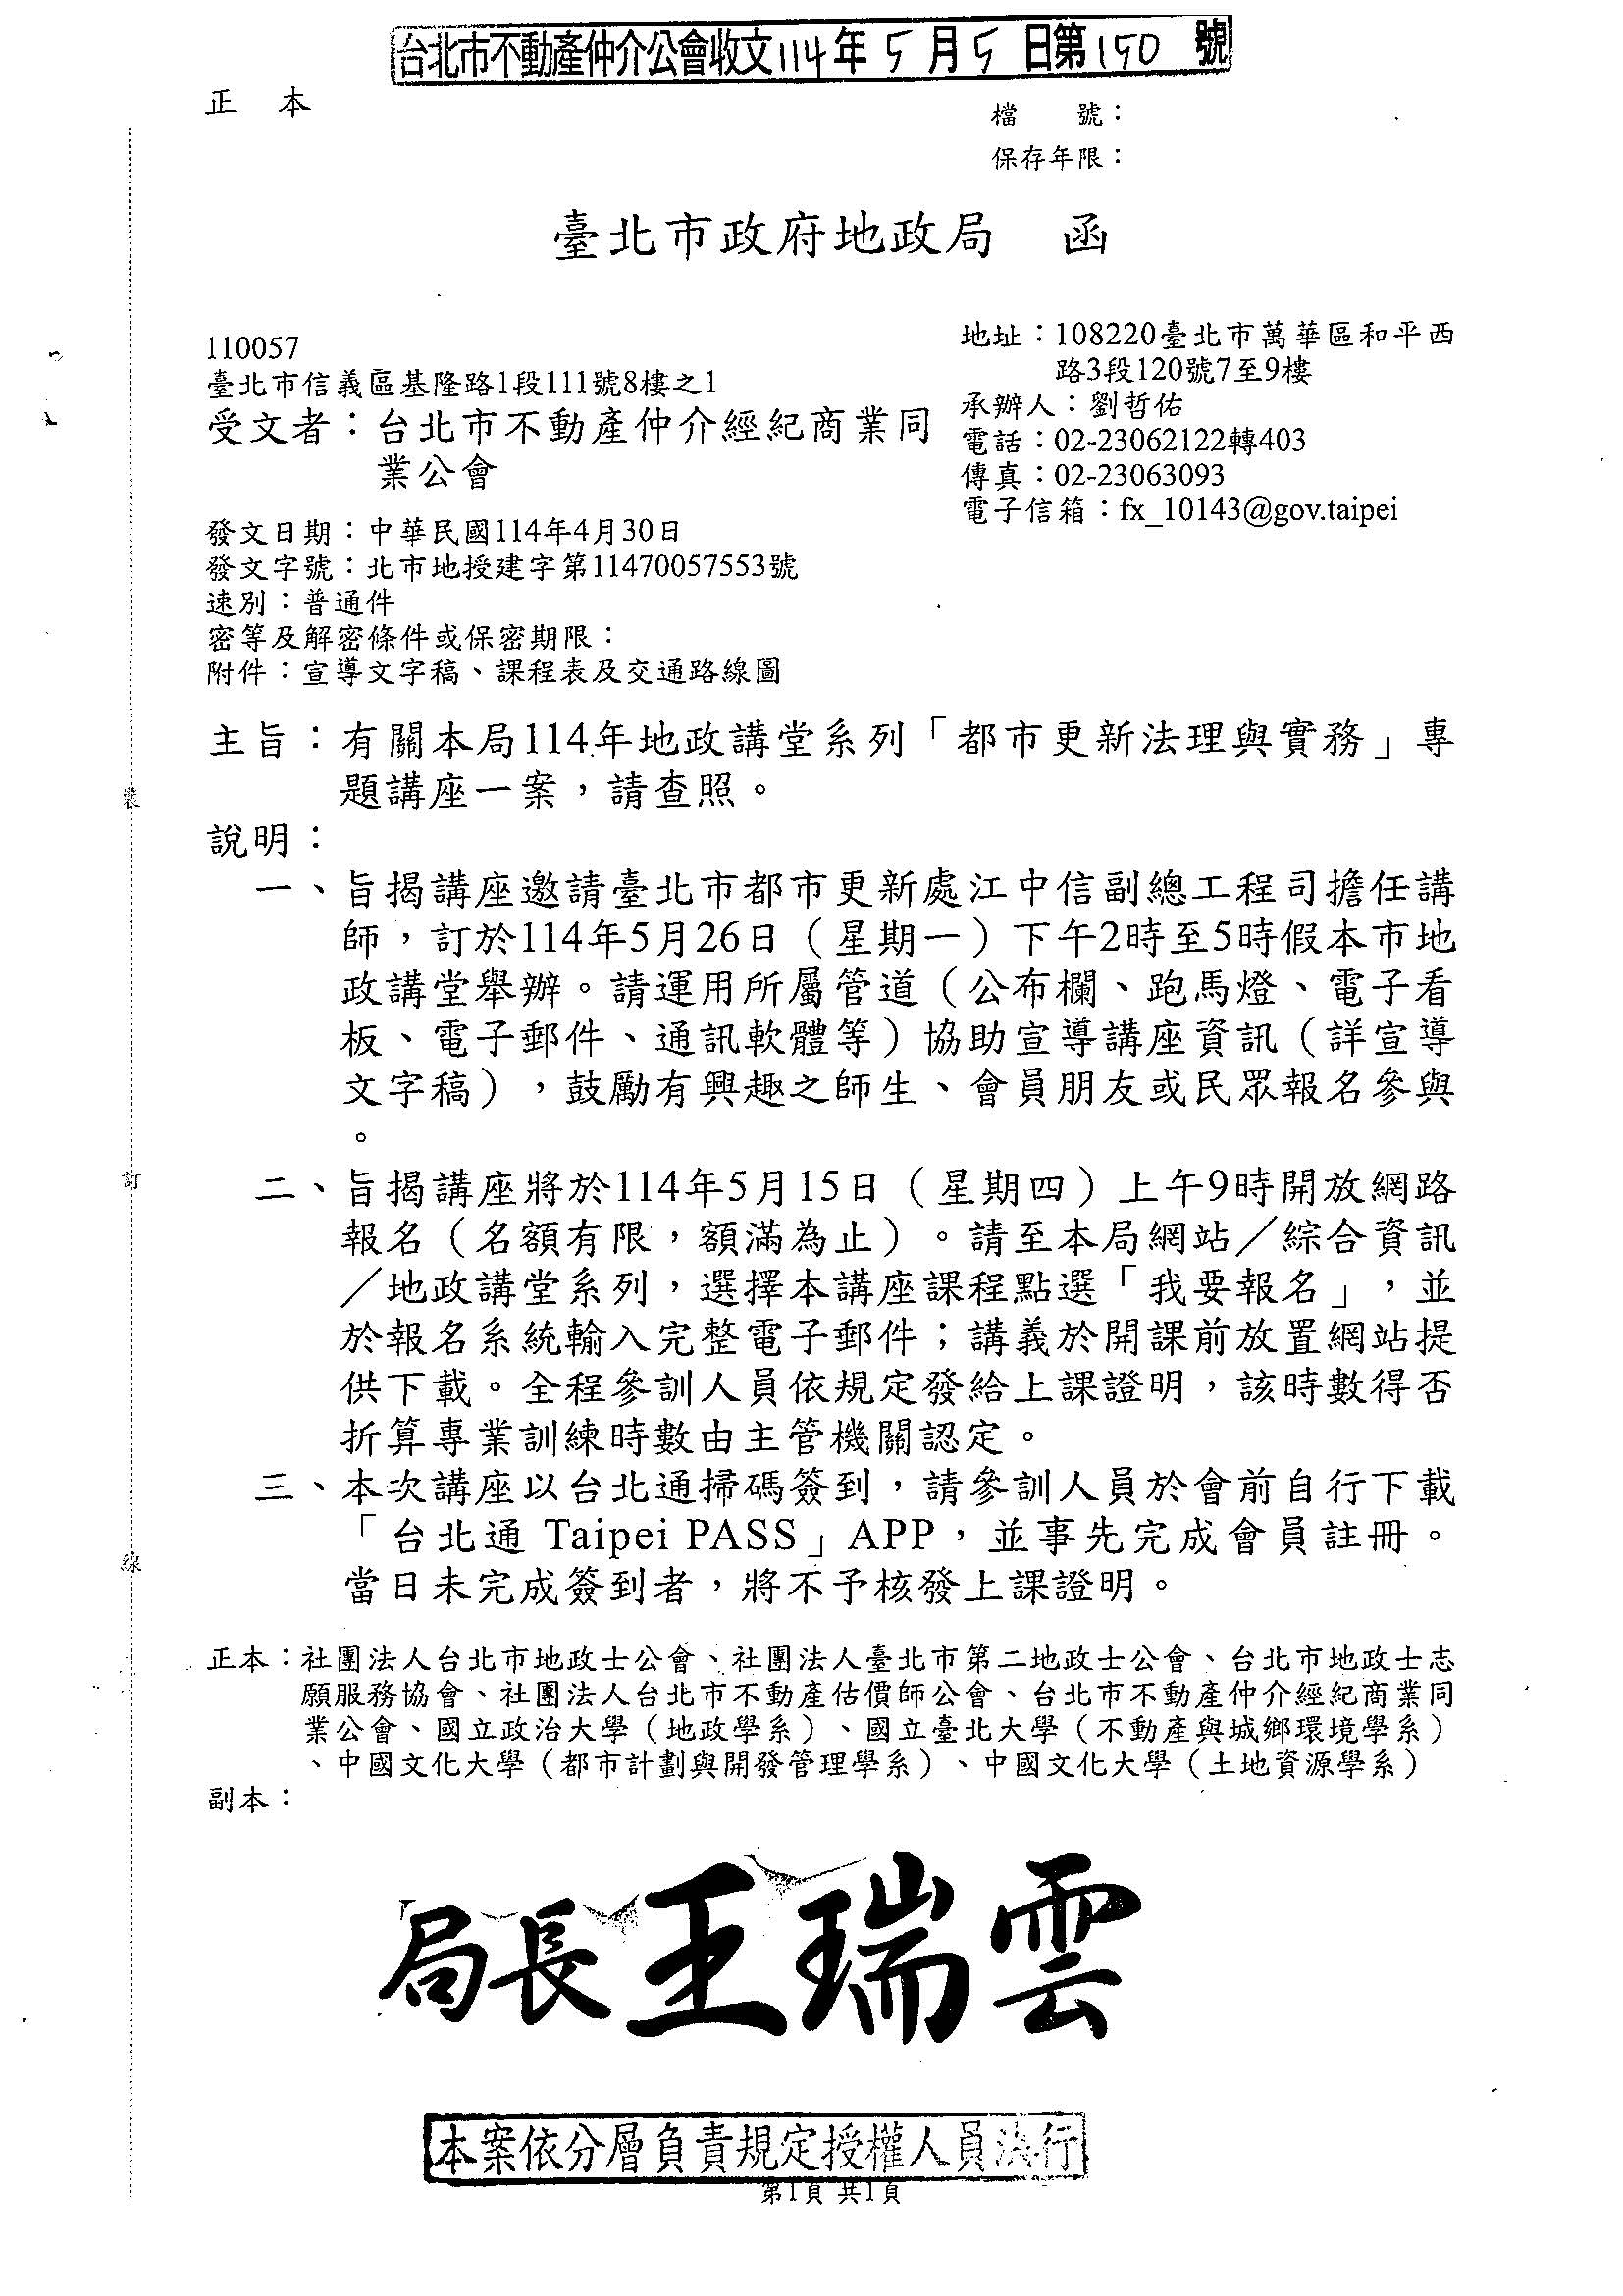 台北市不動產仲介公會收文114年5月5日第150號
正本
檔　　號：
保存年限：
臺北市政府地政局　函
地址：108220臺北市萬華區和平西
路3段120號7至9樓
承辦人：劉哲佑
電話：02-23062122轉403
傳真：02-23063093
電子信箱：fx_10143@gov.taipei
110057
臺北市信義區基隆路1段111號8樓之1
受文者：台北市不動產仲介經紀商業同
業公會
發文日期：中華民國114年4月30日
發文字號：北市地授建字第11470057553號
速別：普通件
密等及解密條件或保密期限：
附件：宣導文字稿、課程表及交通路線圖
主旨：有關本局114年地政講堂系列「都市更新法理與實務」專
題講座一案，請查照。
說明：
一、旨揭講座邀請臺北市都市更新處江中信副總工程司擔任講
師，訂於114年5月26日（星期一）下午2時至5時假本市地
政講堂舉辦。請運用所屬管道（公布欄、跑馬燈、電子看
板、電子郵件、通訊軟體等）協助宣導講座資訊（詳宣導
文字稿），鼓勵有興趣之師生、會員朋友或民眾報名參與
。
二、旨揭講座將於114年5月15日（星期四）上午9時開放網路
報名（名額有限，額滿為止）。請至本局網站／綜合資訊
／地政講堂系列，選擇本講座課程點選「我要報名」，並
於報名系統輸入完整電子郵件；講義於開課前放置網站提
供下載。全程參訓人員依規定發給上課證明，該時數得否
折算專業訓練時數由主管機關認定。
三、本次講座以台北通掃碼簽到，請參訓人員於會前自行下載
「台北通 Taipei PASS」APP，並事先完成會員註冊。
當日未完成簽到者，將不予核發上課證明。
正本：社團法人台北市地政士公會、社團法人臺北市第二地政士公會、台北市地政士志
願服務協會、社團法人台北市不動產估價師公會、台北市不動產仲介經紀商業同
業公會、國立政治大學（地政學系）、國立臺北大學（不動產與城鄉環境學系）
、中國文化大學（都市計劃與開發管理學系）、中國文化大學（土地資源學系）
副本：
局長王瑞雲
本案依分層負責規定授權人員決行
第1頁 共1頁
裝
訂
線